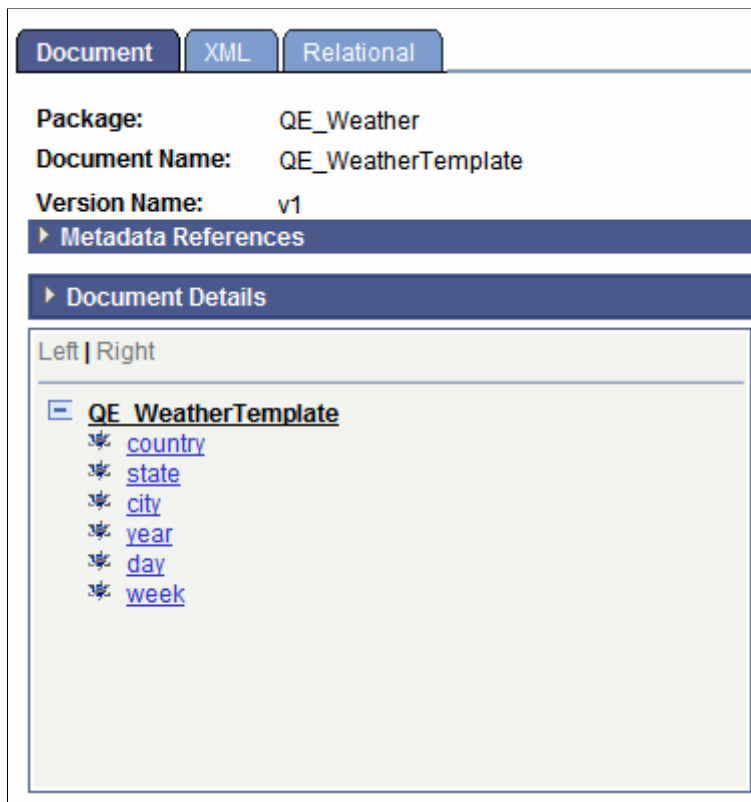 Document XML Relational
Package: QE_Weather
Document Name: QE_WeatherTemplate
Version Name: v1
Metadata References
Document Details
Left | Right
QE_WeatherTemplate
country
state
city
year
day
week